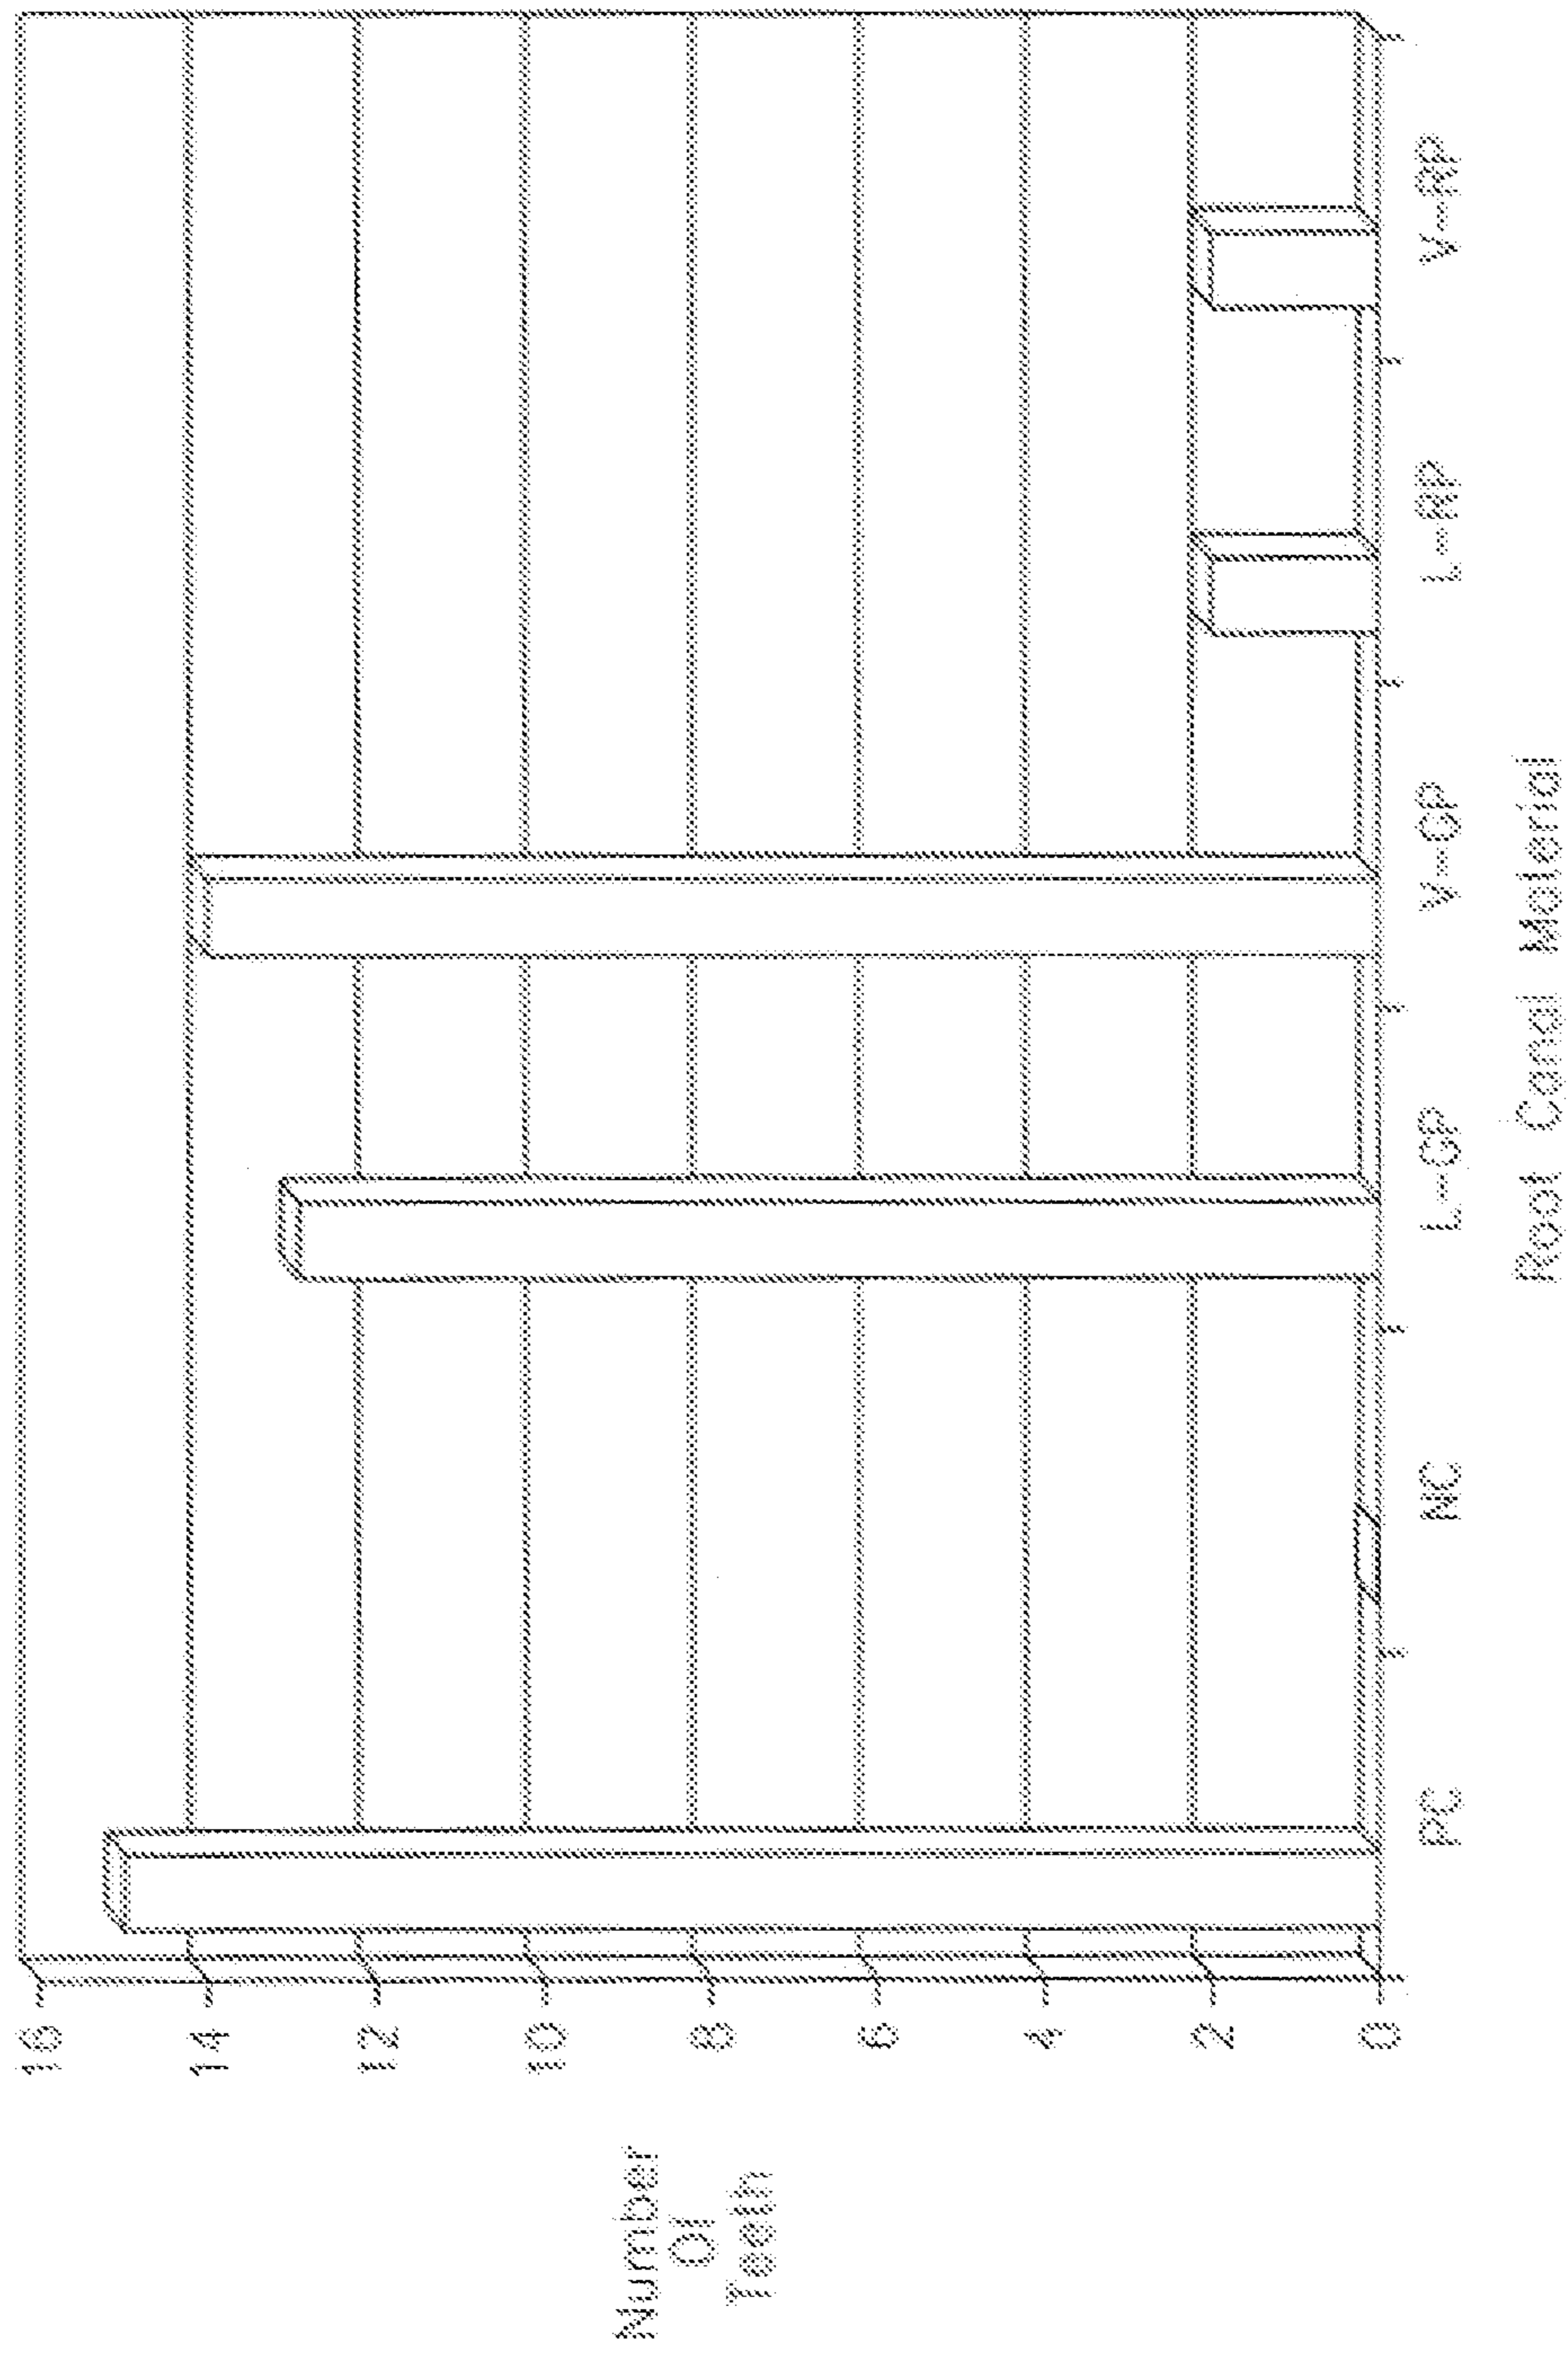 Number
Of
Teeth
16
14
12
10
8
6
4
2
0
PC
NC
L-GP
V-GP
L-RP
V-RP
Root Canal Material